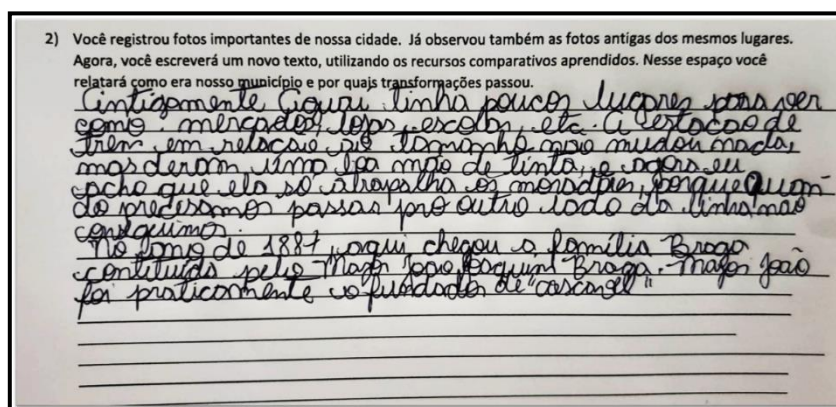 2) Você registrou fotos importantes de nossa cidade. Já observou também as fotos antigas dos mesmos lugares.
Agora, você escreverá um novo texto, utilizando os recursos comparativos aprendidos. Nesse espaço você
relatará como era nosso município e por quais transformações passou.
Antigamente Aguaí tinha poucos lugares para ver
como: mercados, lojas, escolas, etc. A estacão de
trem em relacão ao tamanho não mudou nada,
mas deram uma boa mão de tinta, e agora eu
acho que ela só atrapalha os moradores, porque quan-
do precisamos passar pro outro lado da linha não
conseguimos.
No ano de 1887, aqui chegou a família Braga
contituída pelo Major João Joaquim Braga. Major João
foi praticamente o fundador de "cascavel"